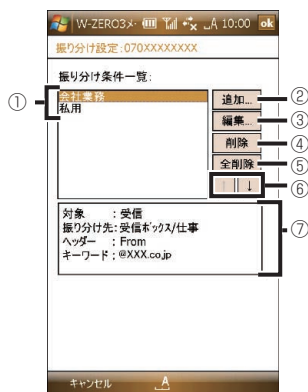 W-ZERO3メ A 10:00 ok
振り分け設定:070XXXXXXXX
振り分け条件一覧:
① 会社業務
私用
追加... ②
編集... ③
削除 ④
全削除 ⑤
↑ ↓ ⑥
対象 : 受信
振り分け先: 受信ボックス/仕事
ヘッダー : From
キーワード : @XXX.co.jp
⑦
キャンセル A